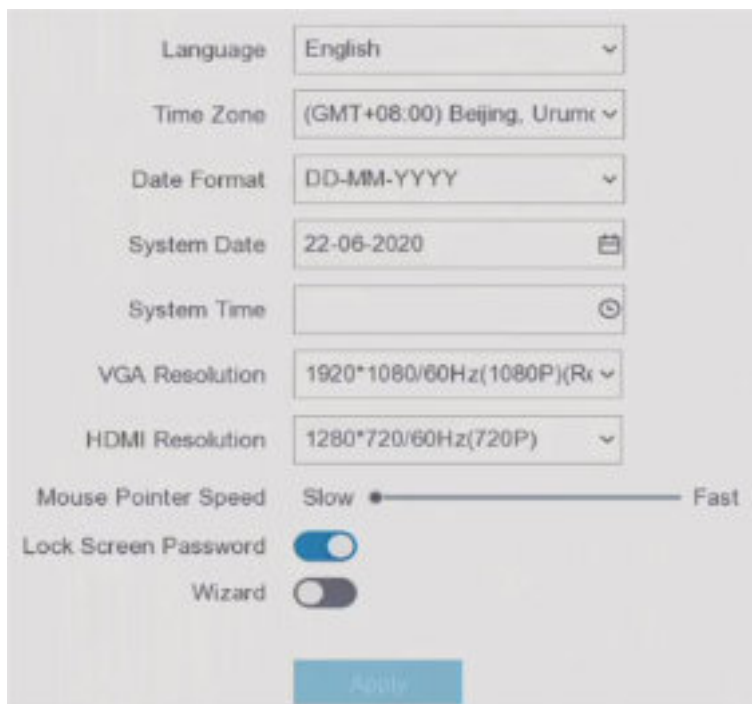 Language English
Time Zone (GMT+08:00) Beijing, Urumc
Date Format DD-MM-YYYY
System Date 22-06-2020
System Time
VGA Resolution 1920*1080/60Hz(1080P)(Re
HDMI Resolution 1280*720/60Hz(720P)
Mouse Pointer Speed Slow Fast
Lock Screen Password
Wizard
Apply